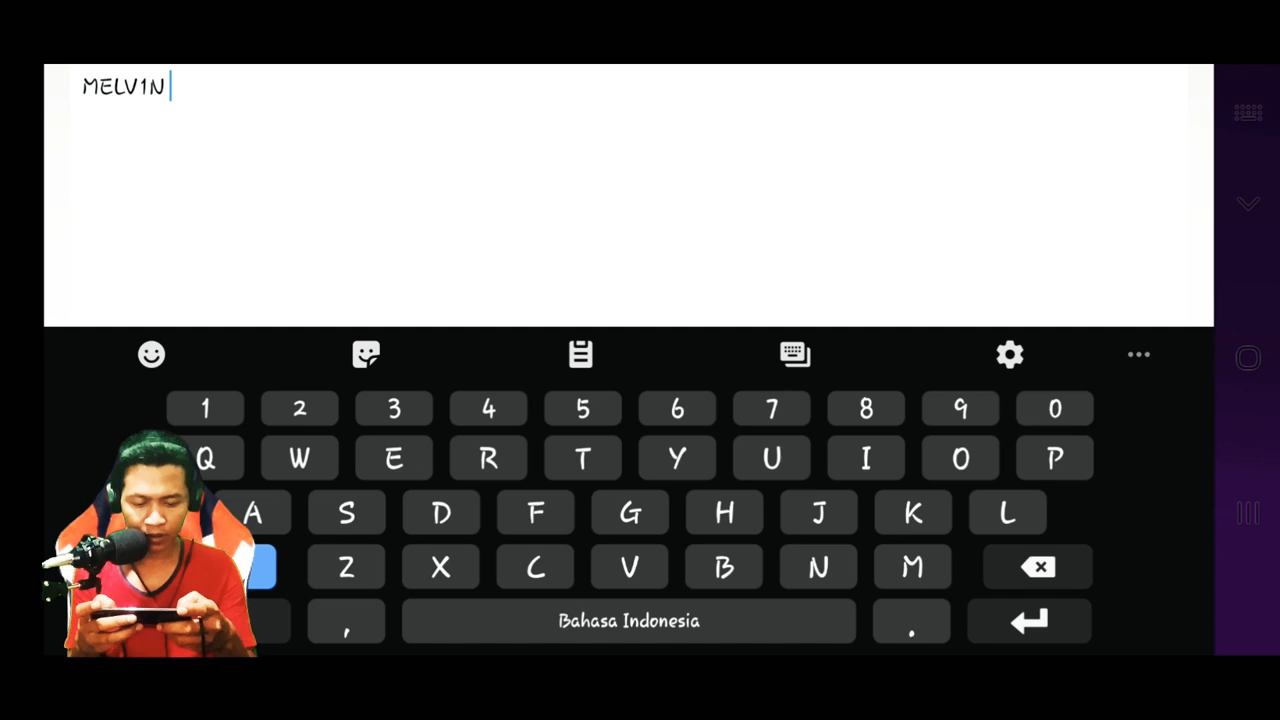 MELV1N
1 2 3 4 5 6 7 8 9 0
Q W E R T Y U I O P
A S D F G H J K L
Z X C V B N M
, Bahasa Indonesia .